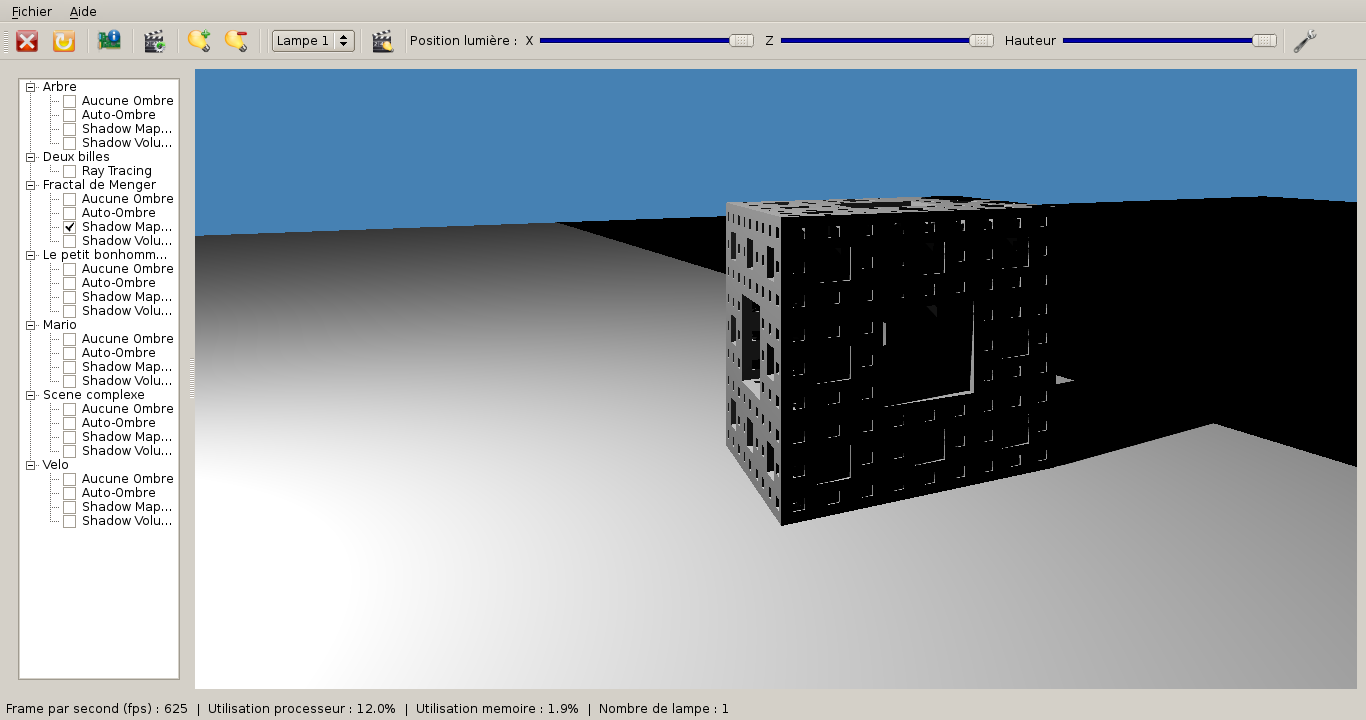 Fichier Aide
Lampe 1 Position lumière : X Z Hauteur
Arbre
Aucune Ombre
Auto-Ombre
Shadow Map...
Shadow Volu...
Deux billes
Ray Tracing
Fractal de Menger
Aucune Ombre
Auto-Ombre
Shadow Map...
Shadow Volu...
Le petit bonhomm...
Aucune Ombre
Auto-Ombre
Shadow Map...
Shadow Volu...
Mario
Aucune Ombre
Auto-Ombre
Shadow Map...
Shadow Volu...
Scene complexe
Aucune Ombre
Auto-Ombre
Shadow Map...
Shadow Volu...
Velo
Aucune Ombre
Auto-Ombre
Shadow Map...
Shadow Volu...
Frame par second (fps) : 625 | Utilisation processeur : 12.0% | Utilisation memoire : 1.9% | Nombre de lampe : 1